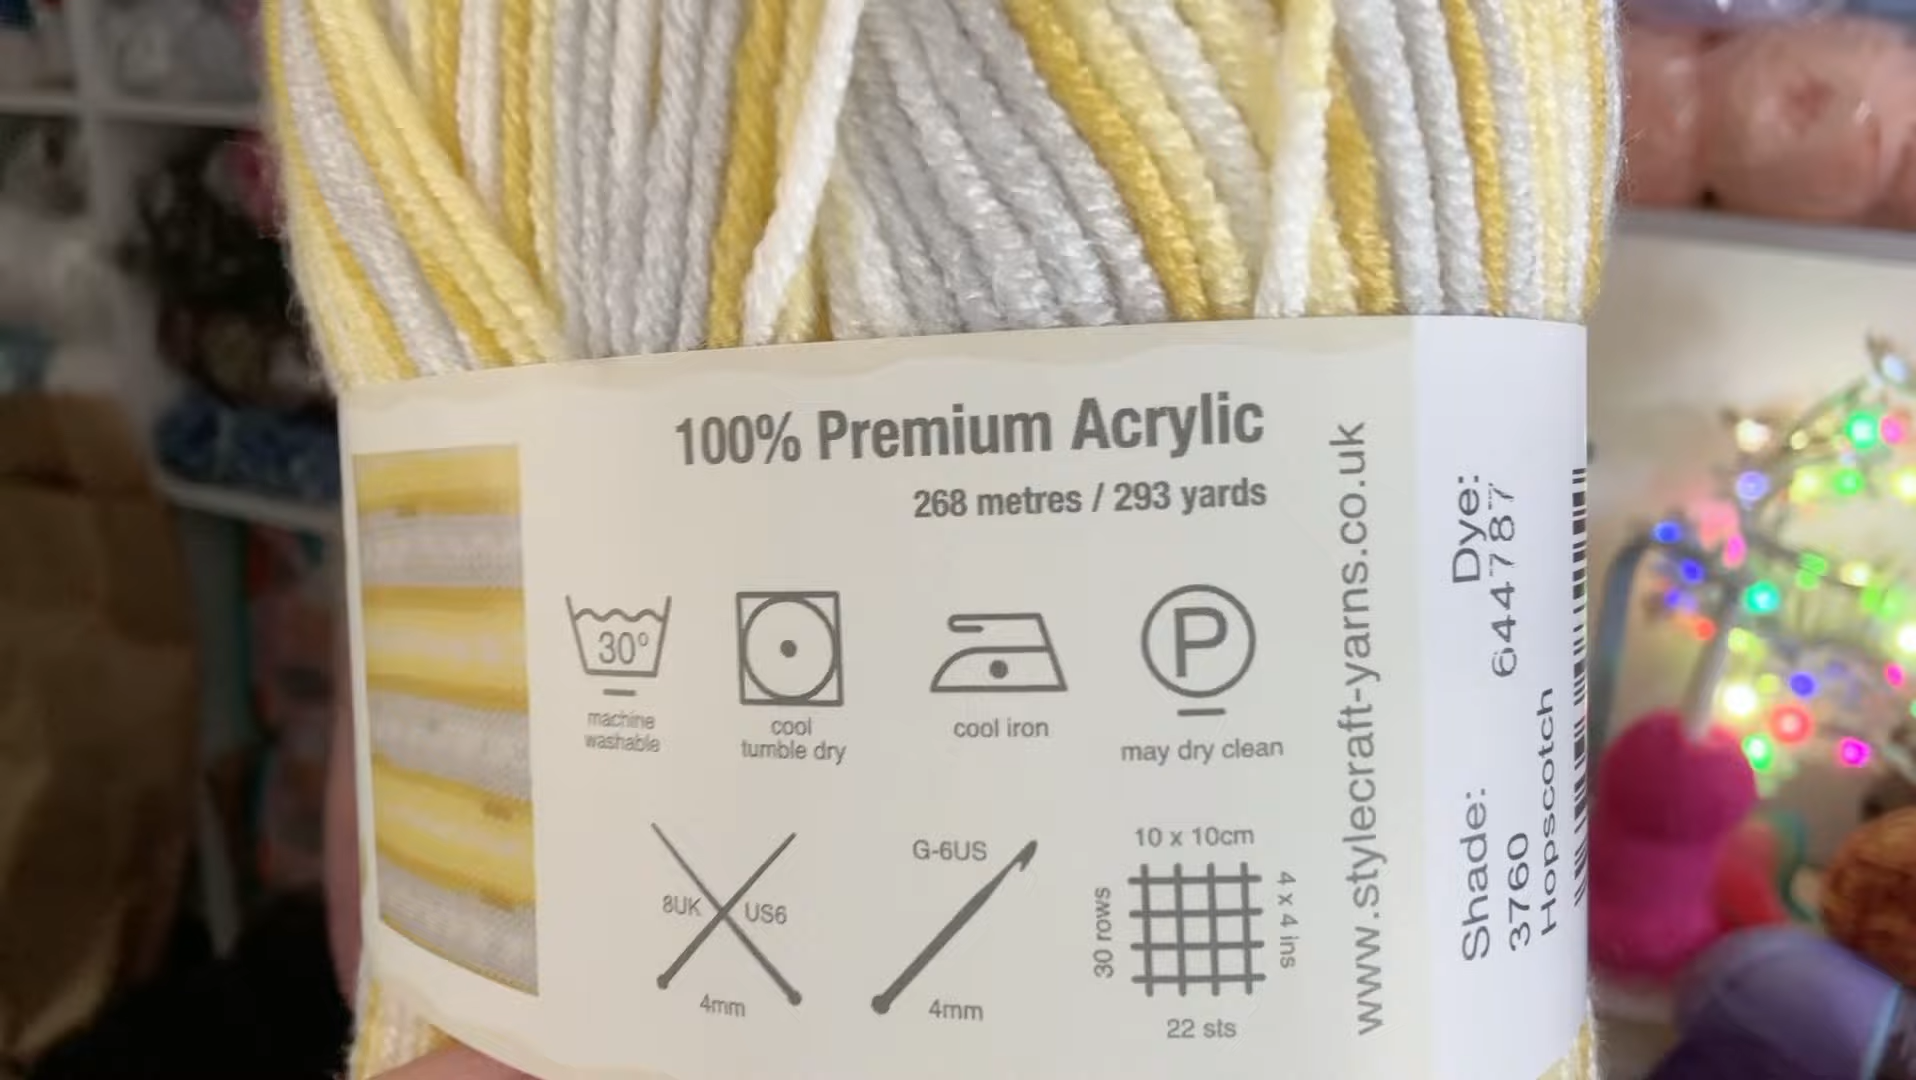 100% Premium Acrylic
268 metres / 293 yards
30°
machine
washable
cool
tumble dry
cool iron
P
may dry clean
8UK
US6
4mm
G-6US
4mm
10 x 10cm
30 rows
4 x 4 ins
22 sts
www.stylecraft-yarns.co.uk
Dye:
6444787
Shade:
3760
Hopscotch